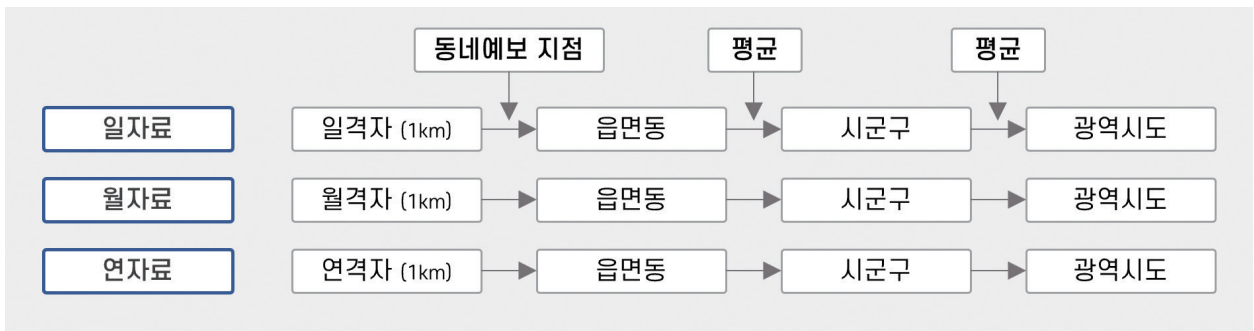 동네예보 지점 평균 평균
일자료 일격자 (1km) 읍면동 시군구 광역시도
월자료 월격자 (1km) 읍면동 시군구 광역시도
연자료 연격자 (1km) 읍면동 시군구 광역시도